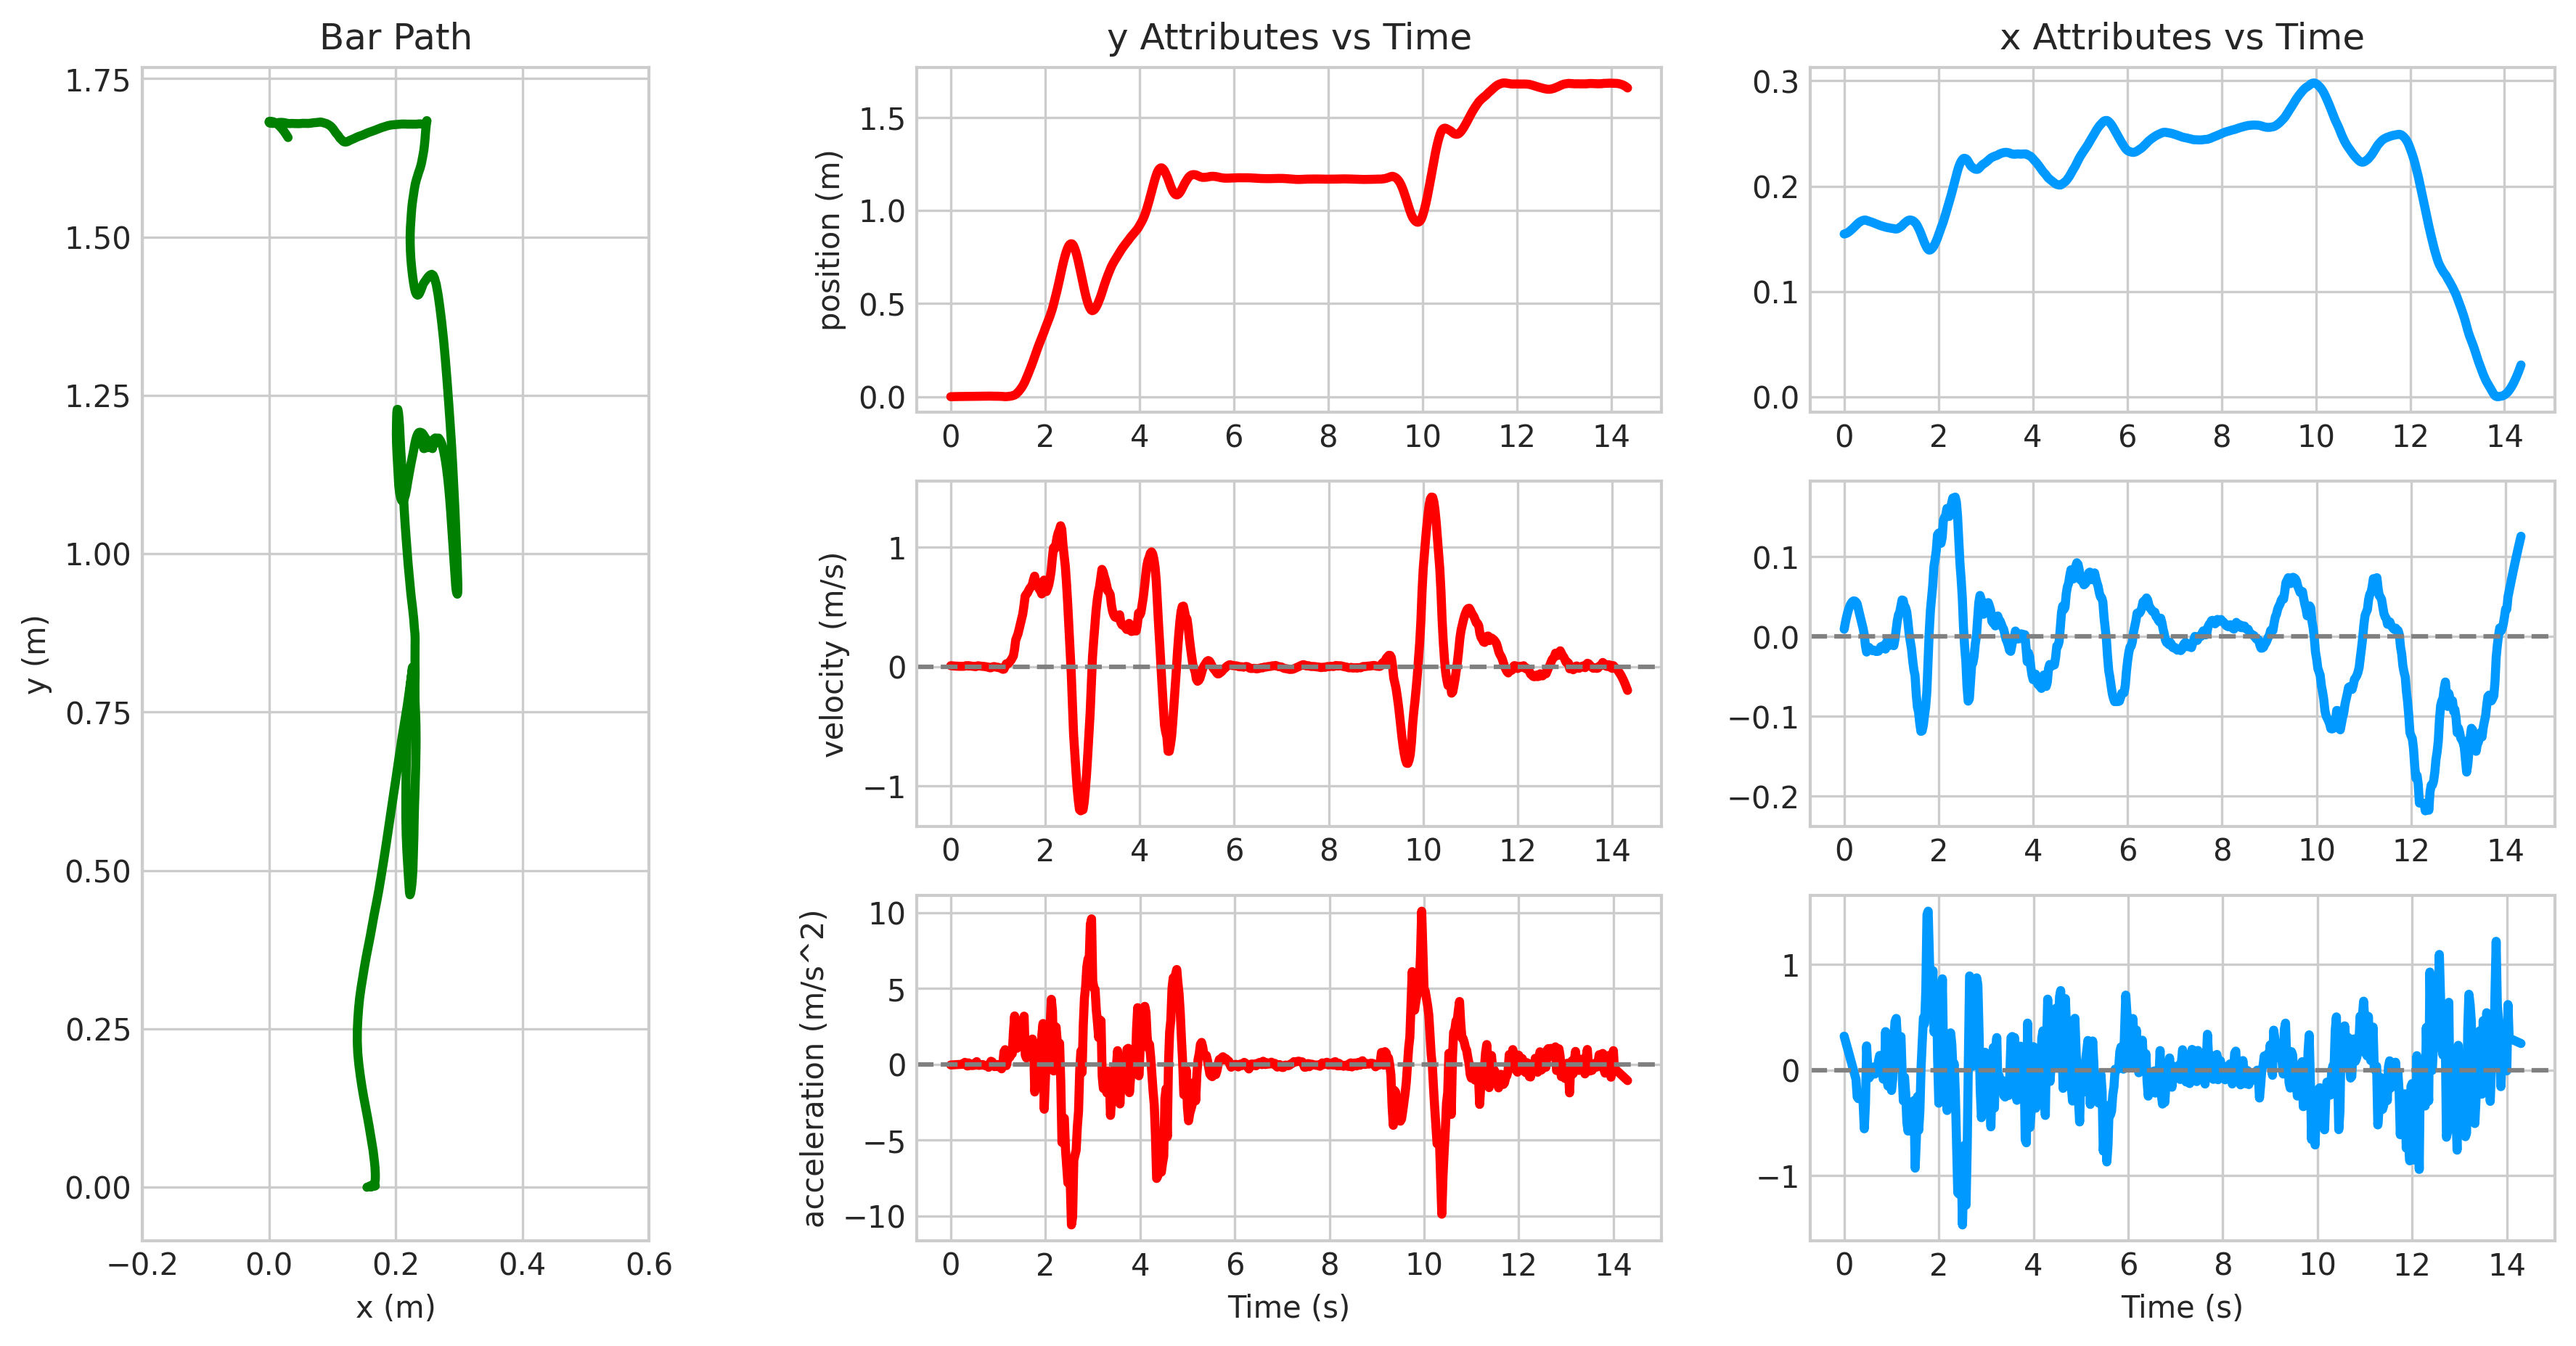 Bar Path
y (m)
1.75
1.50
1.25
1.00
0.75
0.50
0.25
0.00
−0.2 0.0 0.2 0.4 0.6
x (m)
y Attributes vs Time
position (m)
1.5
1.0
0.5
0.0
0 2 4 6 8 10 12 14
velocity (m/s)
1
0
−1
0 2 4 6 8 10 12 14
acceleration (m/s^2)
10
5
0
−5
−10
0 2 4 6 8 10 12 14
Time (s)
x Attributes vs Time
0.3
0.2
0.1
0.0
0 2 4 6 8 10 12 14
0.1
0.0
−0.1
−0.2
0 2 4 6 8 10 12 14
1
0
−1
0 2 4 6 8 10 12 14
Time (s)